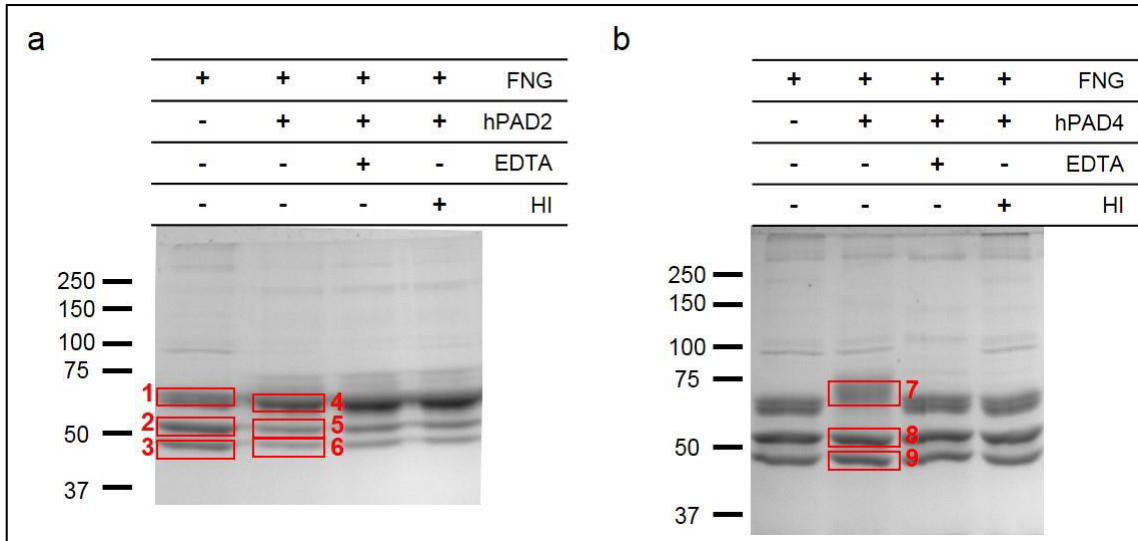 a
+ + + + FNG
- + + + hPAD2
- - + - EDTA
- - - + HI
250
150
100
75
50
37
1
2
3
4
5
6
b
+ + + + FNG
- + + + hPAD4
- - + - EDTA
- - - + HI
250
150
100
75
50
37
7
8
9